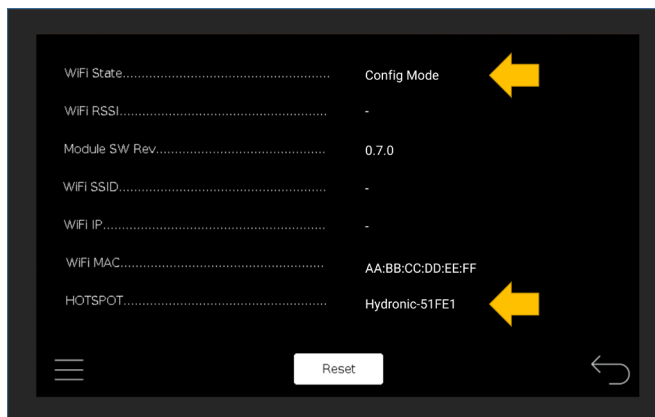 WiFi State.................................................... Config Mode
WiFi RSSI.................................................... -
Module SW Rev.......................................... 0.7.0
WiFi SSID.................................................... -
WiFi IP........................................................ -
WiFi MAC................................................... AA:BB:CC:DD:EE:FF
HOTSPOT.................................................. Hydronic-51FE1
Reset